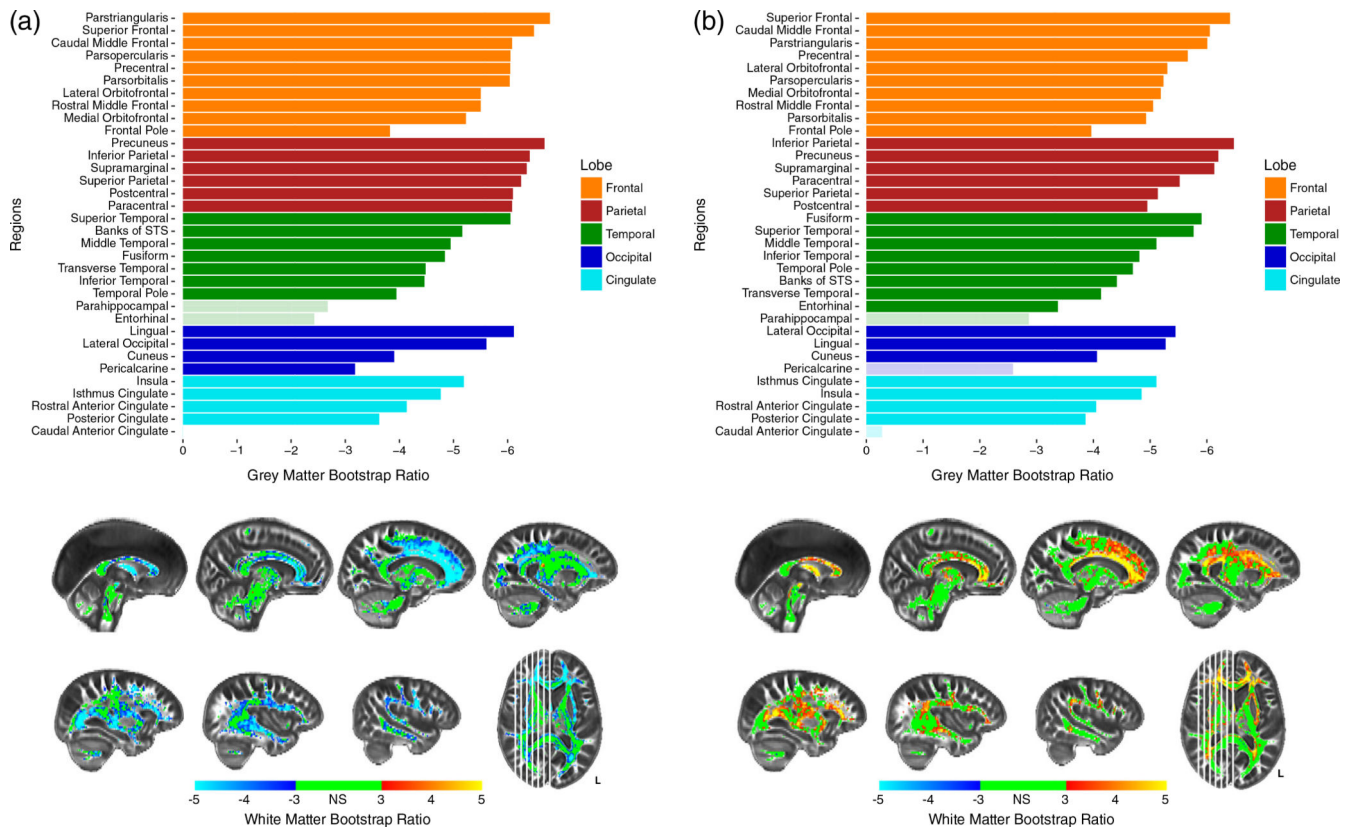 (a)
Parstriangularis
Superior Frontal
Caudal Middle Frontal
Parsopercularis
Precentral
Parsorbitalis
Lateral Orbitofrontal
Rostral Middle Frontal
Medial Orbitofrontal
Frontal Pole
Precuneus
Inferior Parietal
Supramarginal
Superior Parietal
Postcentral
Paracentral
Superior Temporal
Banks of STS
Middle Temporal
Fusiform
Transverse Temporal
Inferior Temporal
Temporal Pole
Parahippocampal
Entorhinal
Lingual
Lateral Occipital
Cuneus
Pericalcarine
Insula
Isthmus Cingulate
Rostral Anterior Cingulate
Posterior Cingulate
Caudal Anterior Cingulate
Regions
0 −1 −2 −3 −4 −5 −6
Grey Matter Bootstrap Ratio
Lobe
Frontal
Parietal
Temporal
Occipital
Cingulate
L
-5 -4 -3 NS 3 4 5
White Matter Bootstrap Ratio
(b)
Superior Frontal
Caudal Middle Frontal
Parstriangularis
Precentral
Lateral Orbitofrontal
Parsopercularis
Medial Orbitofrontal
Rostral Middle Frontal
Parsorbitalis
Frontal Pole
Inferior Parietal
Precuneus
Supramarginal
Paracentral
Superior Parietal
Postcentral
Fusiform
Superior Temporal
Middle Temporal
Inferior Temporal
Temporal Pole
Banks of STS
Transverse Temporal
Entorhinal
Parahippocampal
Lateral Occipital
Lingual
Cuneus
Pericalcarine
Isthmus Cingulate
Insula
Rostral Anterior Cingulate
Posterior Cingulate
Caudal Anterior Cingulate
Regions
0 −1 −2 −3 −4 −5 −6
Grey Matter Bootstrap Ratio
Lobe
Frontal
Parietal
Temporal
Occipital
Cingulate
L
-5 -4 -3 NS 3 4 5
White Matter Bootstrap Ratio